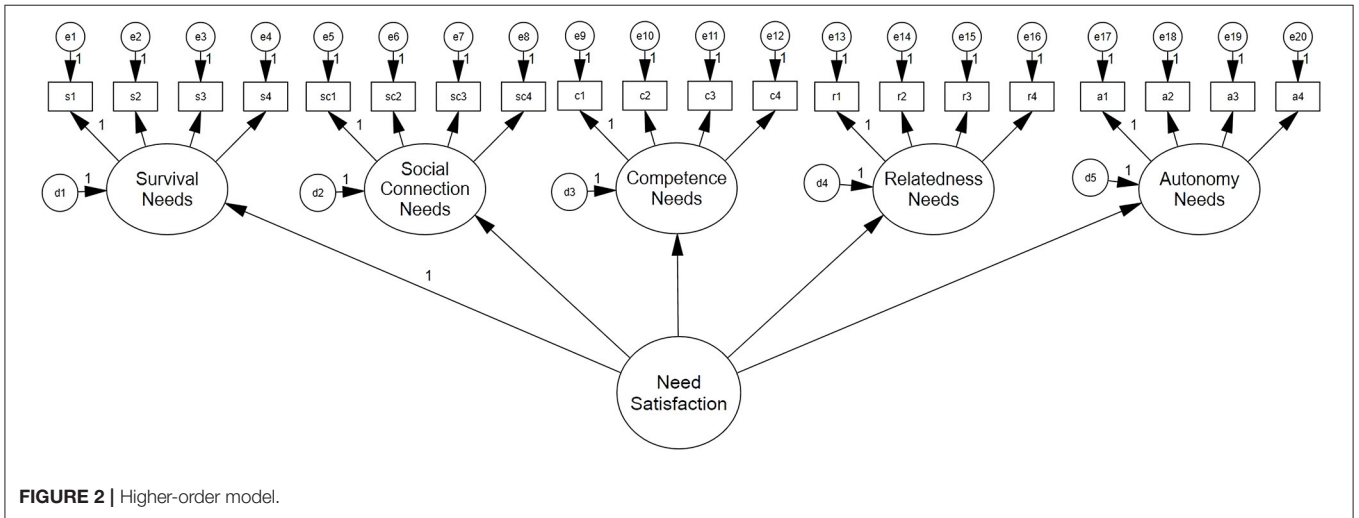 e1 e2 e3 e4 e5 e6 e7 e8 e9 e10 e11 e12 e13 e14 e15 e16 e17 e18 e19 e20
1 1 1 1 1 1 1 1 1 1 1 1 1 1 1 1 1 1 1 1
s1 s2 s3 s4 sc1 sc2 sc3 sc4 c1 c2 c3 c4 r1 r2 r3 r4 a1 a2 a3 a4
1 1 1 1 1
d1 1 Survival
Needs
d2 1 Social
Connection
Needs
d3 1 Competence
Needs
d4 1 Relatedness
Needs
d5 1 Autonomy
Needs
1
Need
Satisfaction
FIGURE 2 | Higher-order model.